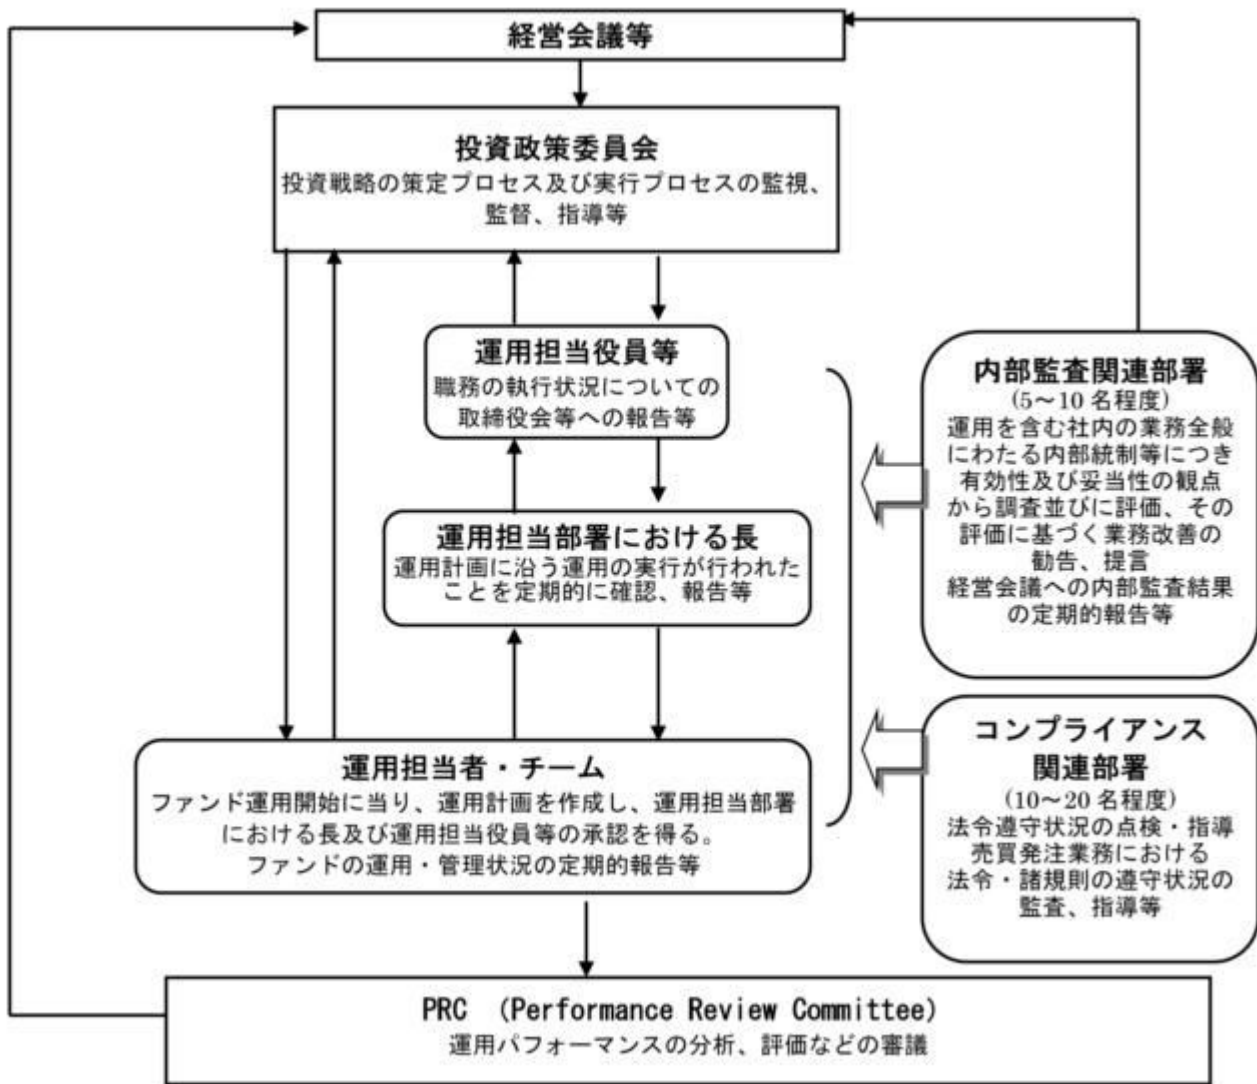 経営会議等
投資政策委員会
投資戦略の策定プロセス及び実行プロセスの監視、
監督、指導等
運用担当役員等
職務の執行状況についての
取締役会等への報告等
運用担当部署における長
運用計画に沿う運用の実行が行われた
ことを定期的に確認、報告等
運用担当者・チーム
ファンド運用開始に当り、運用計画を作成し、運用担当部署
における長及び運用担当役員等の承認を得る。
ファンドの運用・管理状況の定期的報告等
内部監査関連部署
(5～10 名程度)
運用を含む社内の業務全般
にわたる内部統制等につき
有効性及び妥当性の観点
から調査並びに評価、その
評価に基づく業務改善の
勧告、提言
経営会議への内部監査結果
の定期的報告等
コンプライアンス
関連部署
(10～20 名程度)
法令遵守状況の点検・指導
売買発注業務における
法令・諸規則の遵守状況の
監査、指導等
PRC (Performance Review Committee)
運用パフォーマンスの分析、評価などの審議